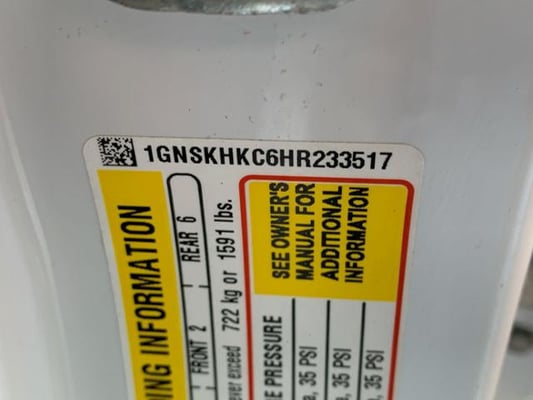 1GNSKHKC6HR233517
ING INFORMATION
FRONT 2
REAR 6
exceed 722 kg or 1591 lbs.
SEE OWNER'S
MANUAL FOR
ADDITIONAL
INFORMATION
PRESSURE
35 PSI
35 PSI
35 PSI